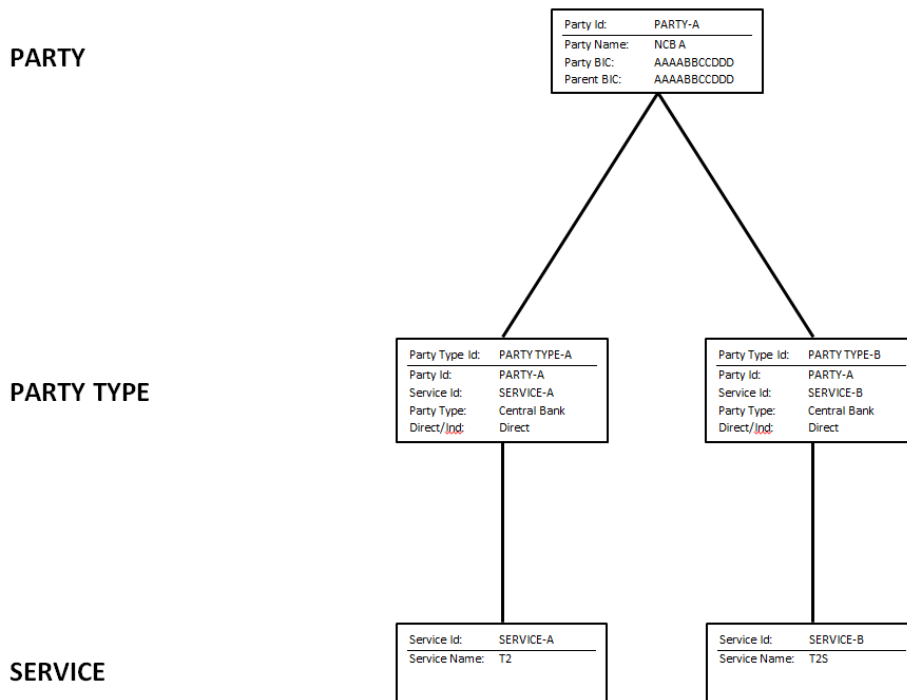 PARTY
Party Id: PARTY-A
Party Name: NCB A
Party BIC: AAAABBCCDDD
Parent BIC: AAAABBCCDDD
PARTY TYPE
Party Type Id: PARTY TYPE-A
Party Id: PARTY-A
Service Id: SERVICE-A
Party Type: Central Bank
Direct/Ind: Direct
Party Type Id: PARTY TYPE-B
Party Id: PARTY-A
Service Id: SERVICE-B
Party Type: Central Bank
Direct/Ind: Direct
SERVICE
Service Id: SERVICE-A
Service Name: T2
Service Id: SERVICE-B
Service Name: T2S